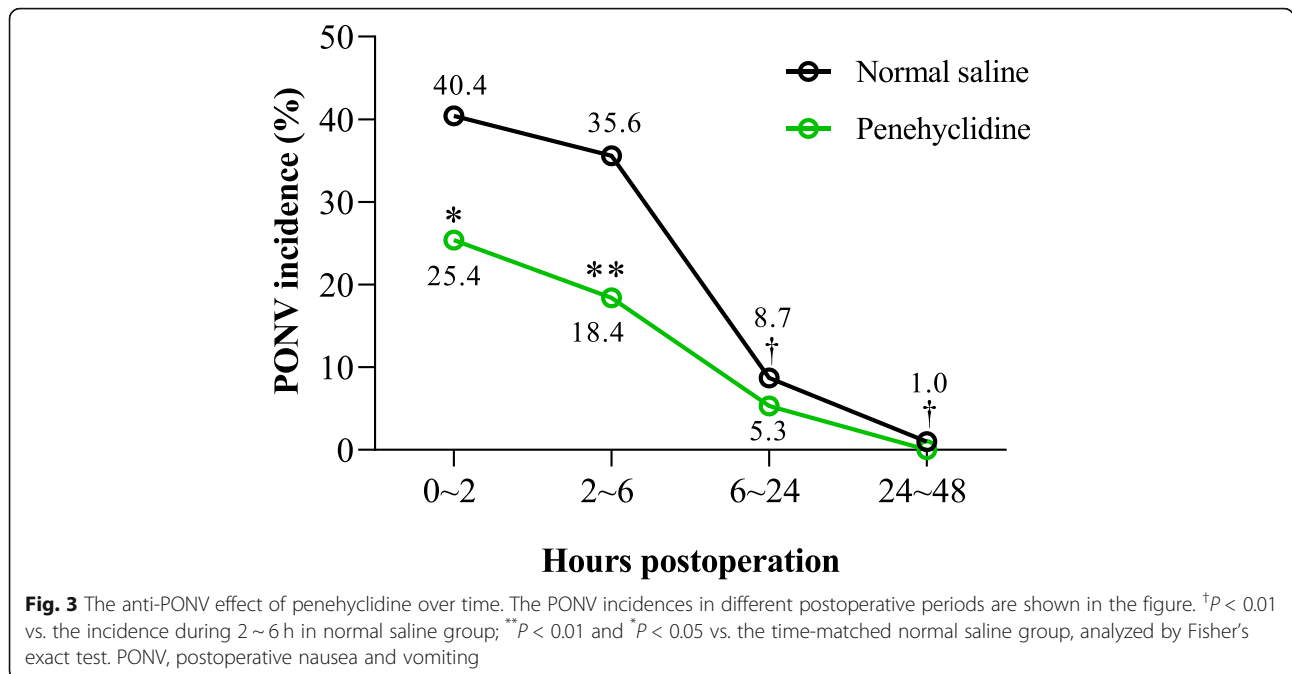 50
40
30
20
10
0
PONV incidence (%)
Normal saline
Penehyclidine
40.4
35.6
8.7
†
1.0
†
*
25.4
**
18.4
5.3
0~2 2~6 6~24 24~48
Hours postoperation
Fig. 3 The anti-PONV effect of penehyclidine over time. The PONV incidences in different postoperative periods are shown in the figure. †P < 0.01
vs. the incidence during 2 ~ 6 h in normal saline group; **P < 0.01 and *P < 0.05 vs. the time-matched normal saline group, analyzed by Fisher's
exact test. PONV, postoperative nausea and vomiting